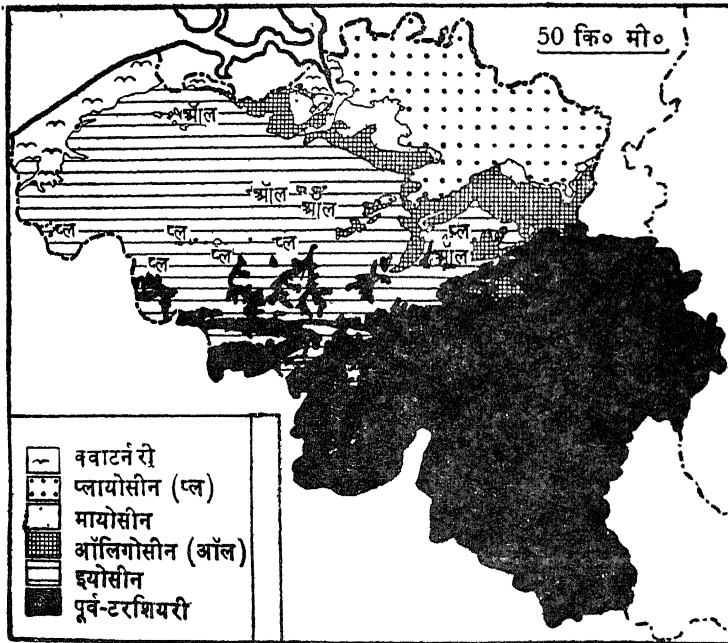 50 कि० मी०
ऑल
ऑल
ऑल
प्ल
प्ल
प्ल
प्ल
प्ल
ऑल
क्वाटर्नरी
प्लायोसीन (प्ल)
मायोसीन
ऑलिगोसीन (ऑल)
इयोसीन
पूर्व-टरशियरी